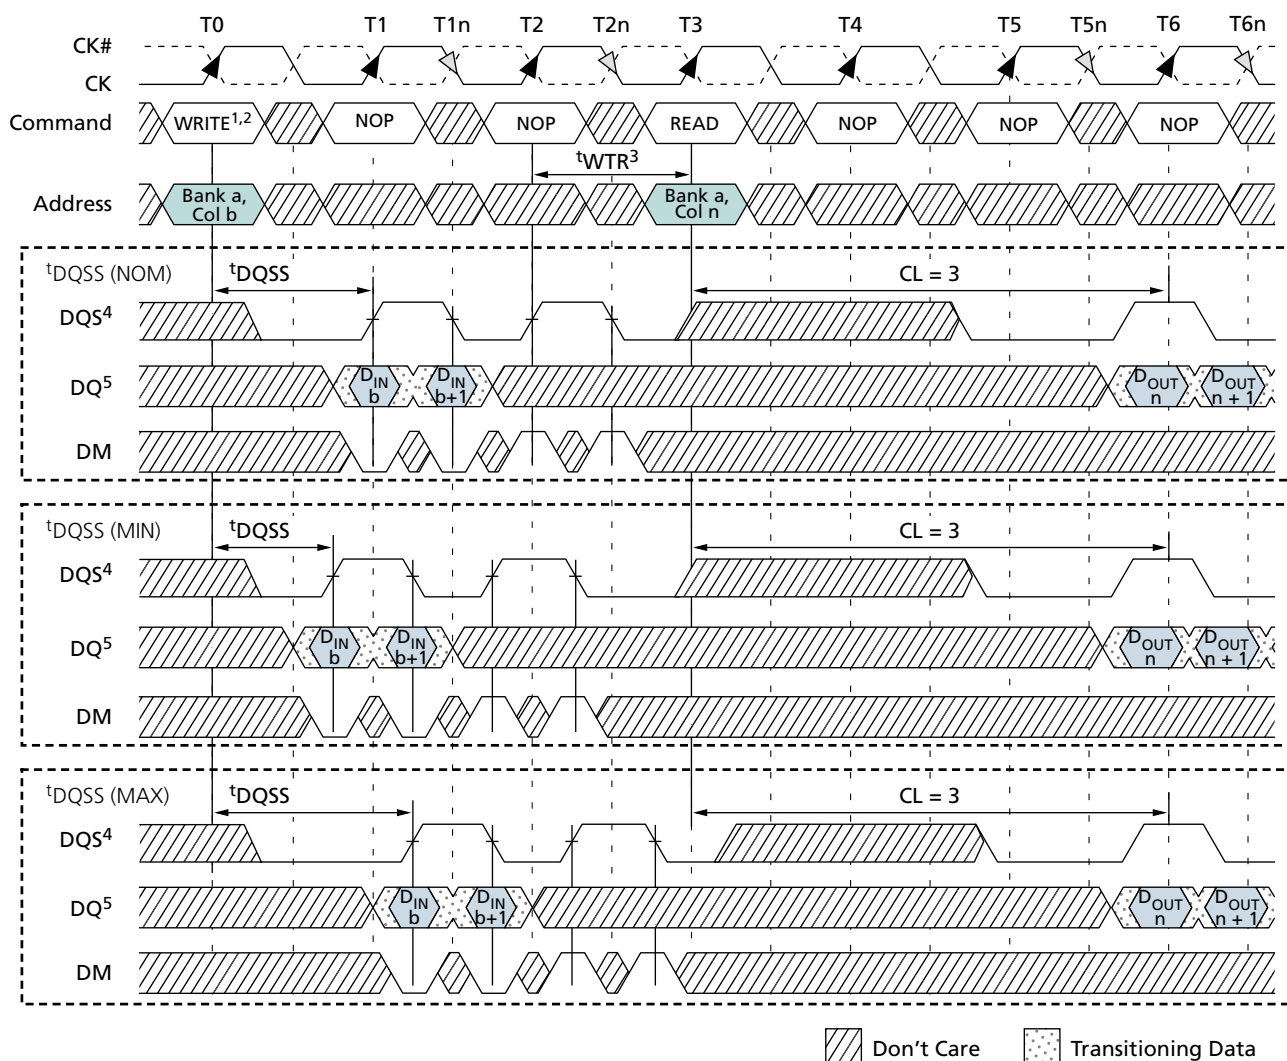 T0 T1 T1n T2 T2n T3 T4 T5 T5n T6 T6n
CK#
CK
Command WRITE1,2 NOP NOP READ NOP NOP NOP
tWTR3
Address Bank a, Col b Bank a, Col n
tDQSS (NOM) tDQSS CL = 3
DQS4
DQ5 DIN b DIN b+1 DOUT n DOUT n + 1
DM
tDQSS (MIN) tDQSS CL = 3
DQS4
DQ5 DIN b DIN b+1 DOUT n DOUT n + 1
DM
tDQSS (MAX) tDQSS CL = 3
DQS4
DQ5 DIN b DIN b+1 DOUT n DOUT n + 1
DM
Don't Care Transitioning Data